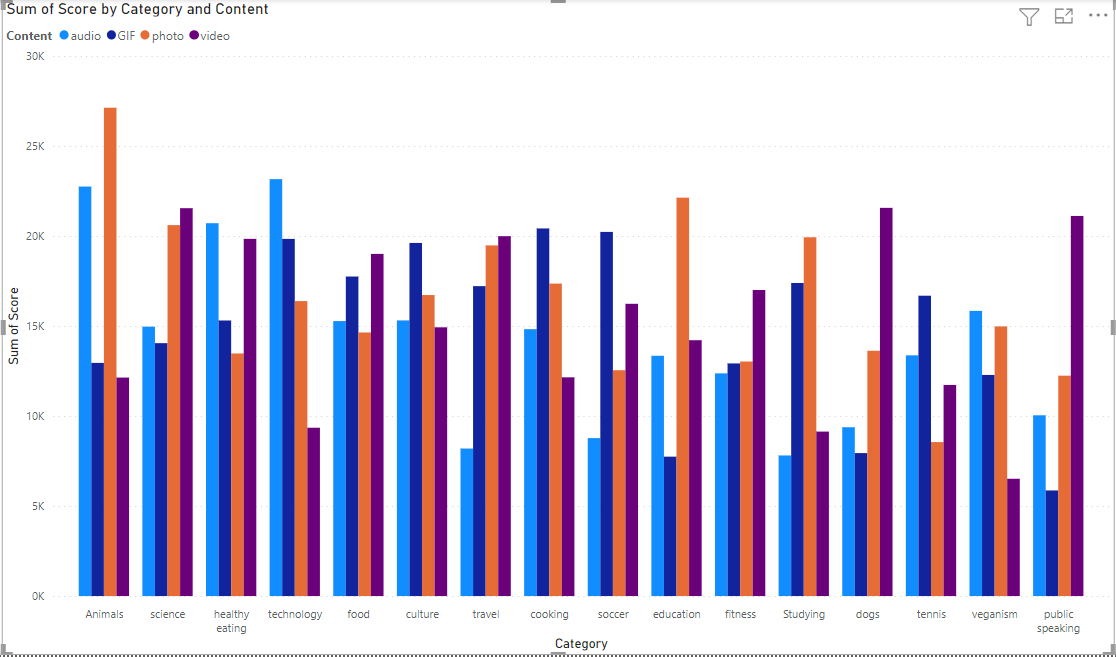 Sum of Score by Category and Content
Content audio GIF photo video
30K
25K
20K
15K
10K
5K
0K
Sum of Score
Animals science healthy eating technology food culture travel cooking soccer education fitness Studying dogs tennis veganism public speaking
Category